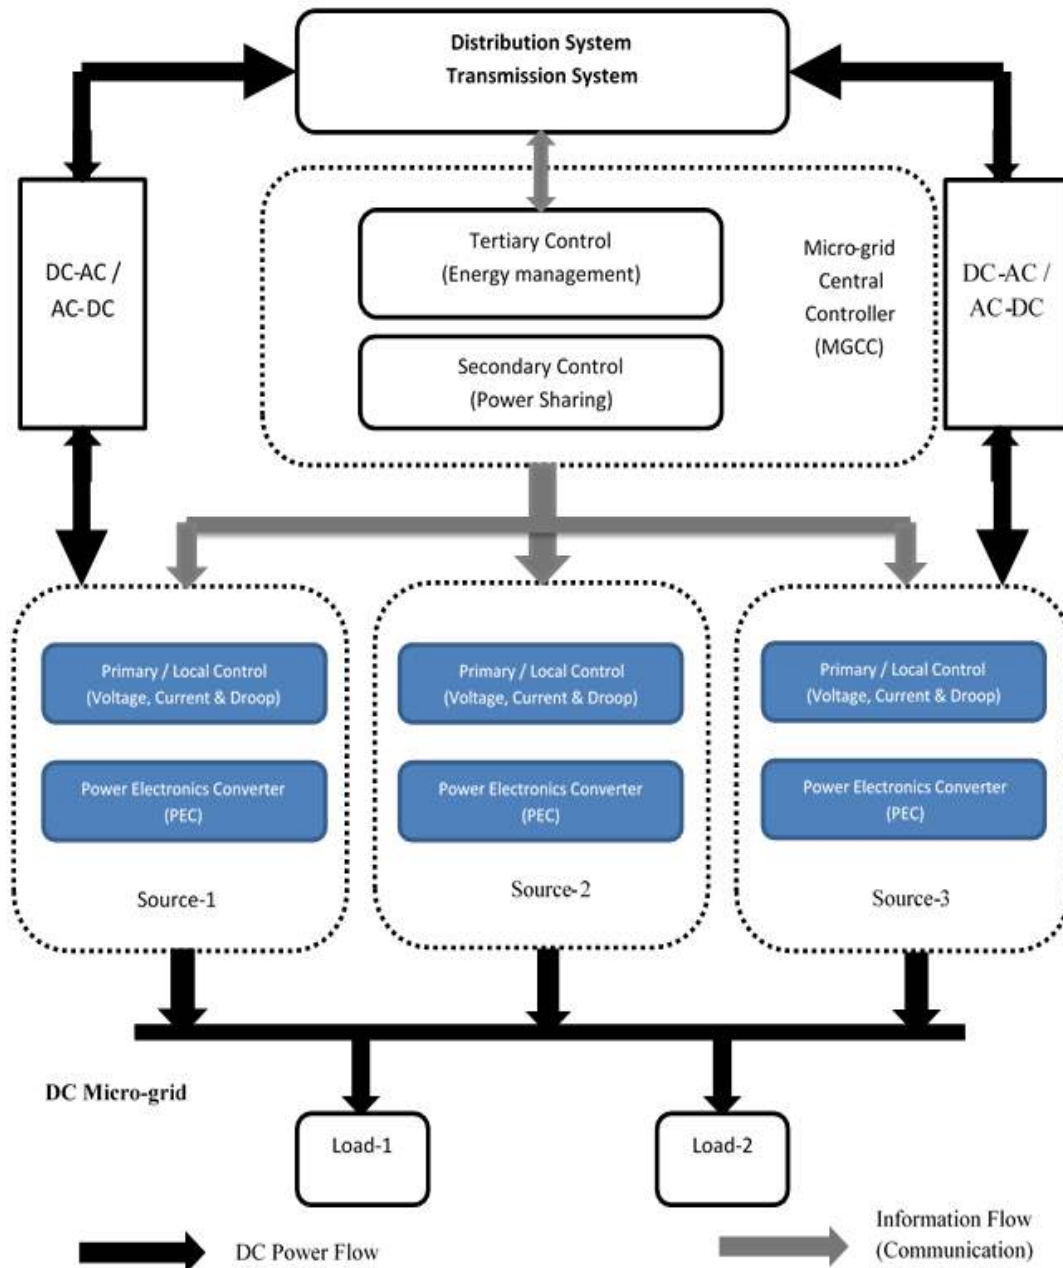 Distribution System
Transmission System
DC-AC /
AC-DC
Tertiary Control
(Energy management)
Secondary Control
(Power Sharing)
Micro-grid
Central
Controller
(MGCC)
DC-AC /
AC-DC
Primary / Local Control
(Voltage, Current & Droop)
Power Electronics Converter
(PEC)
Source-1
Primary / Local Control
(Voltage, Current & Droop)
Power Electronics Converter
(PEC)
Source-2
Primary / Local Control
(Voltage, Current & Droop)
Power Electronics Converter
(PEC)
Source-3
DC Micro-grid
Load-1
Load-2
DC Power Flow
Information Flow
(Communication)